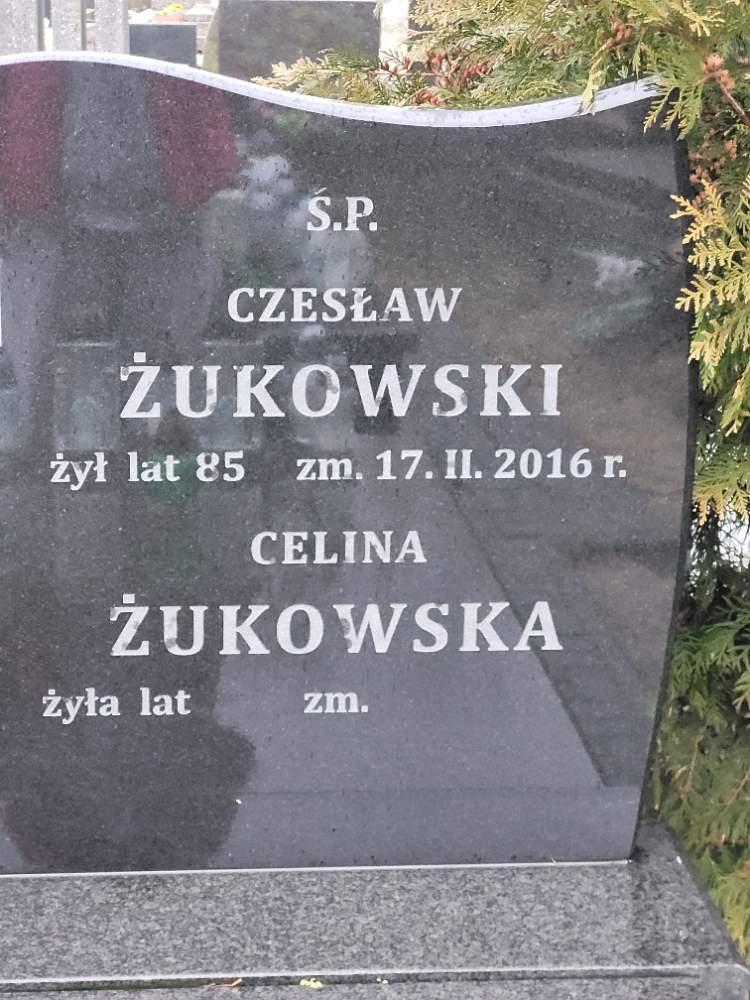 Ś.P.
CZESŁAW
ŻUKOWSKI
żył lat 85 zm. 17. II. 2016 r.
CELINA
ŻUKOWSKA
żyła lat zm.